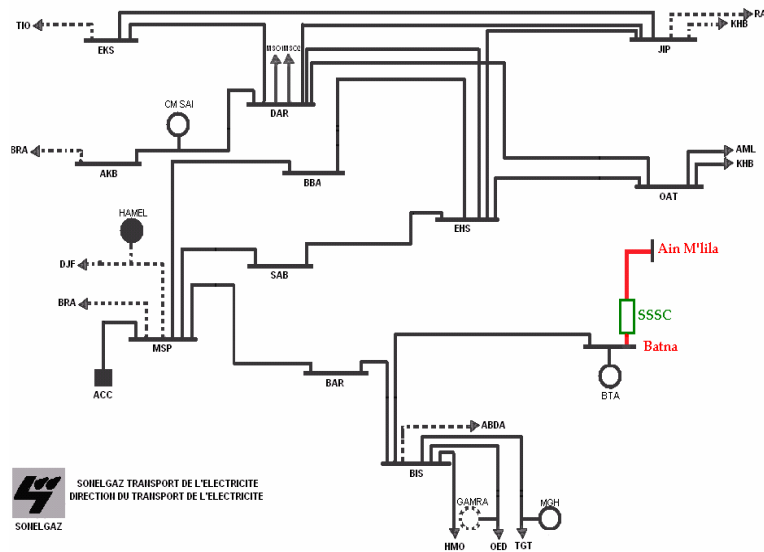 TIO
EKS
RA
KHB
JIP
DAR
CM SAI
BRA
AKB
BBA
AML
KHB
OAT
HAMEL
EHS
DJF
SAB
Ain M'lila
BRA
SSSC
MSP
Batna
BAR
ACC
BTA
ABDA
BIS
SONELGAZ TRANSPORT DE L'ELECTRICITE
DIRECTION DU TRANSPORT DE L'ELECTRICITE
GAMRA
MGH
SONELGAZ
HMO
OED
TGT